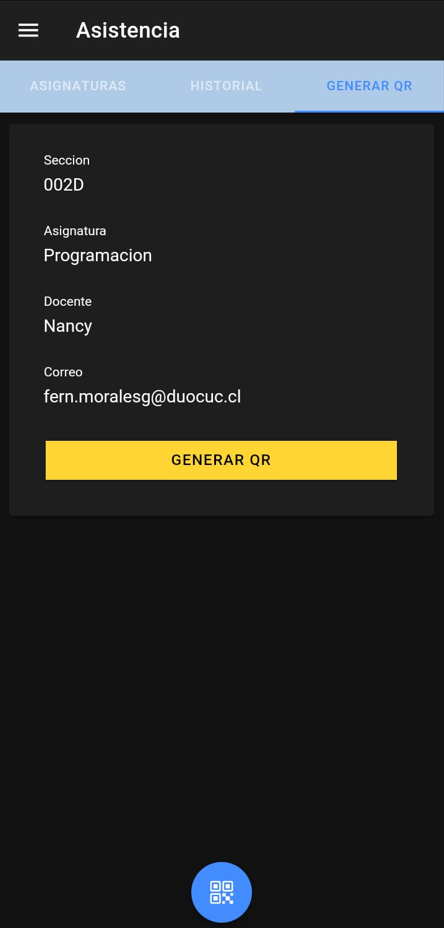 Asistencia
ASIGNATURAS HISTORIAL GENERAR QR
Seccion
002D
Asignatura
Programacion
Docente
Nancy
Correo
fern.moralesg@duocuc.cl
GENERAR QR